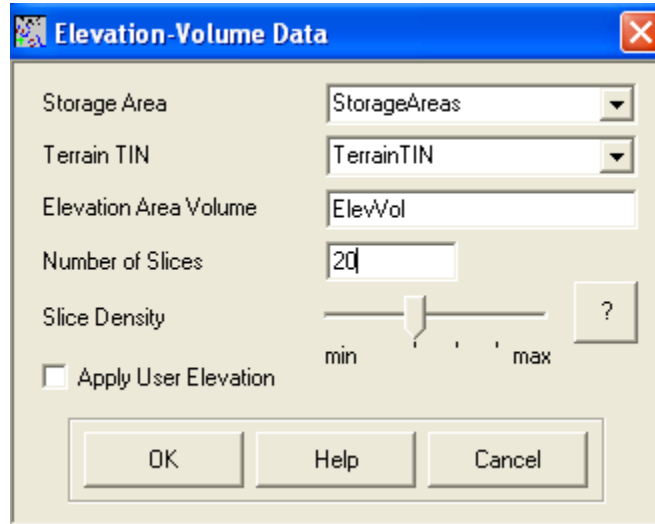 Elevation-Volume Data
Storage Area StorageAreas
Terrain TIN TerrainTIN
Elevation Area Volume ElevVol
Number of Slices 20
Slice Density ?
min max
Apply User Elevation
OK Help Cancel